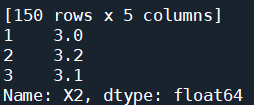 [150 rows x 5 columns]
1    3.0
2    3.2
3    3.1
Name: X2, dtype: float64